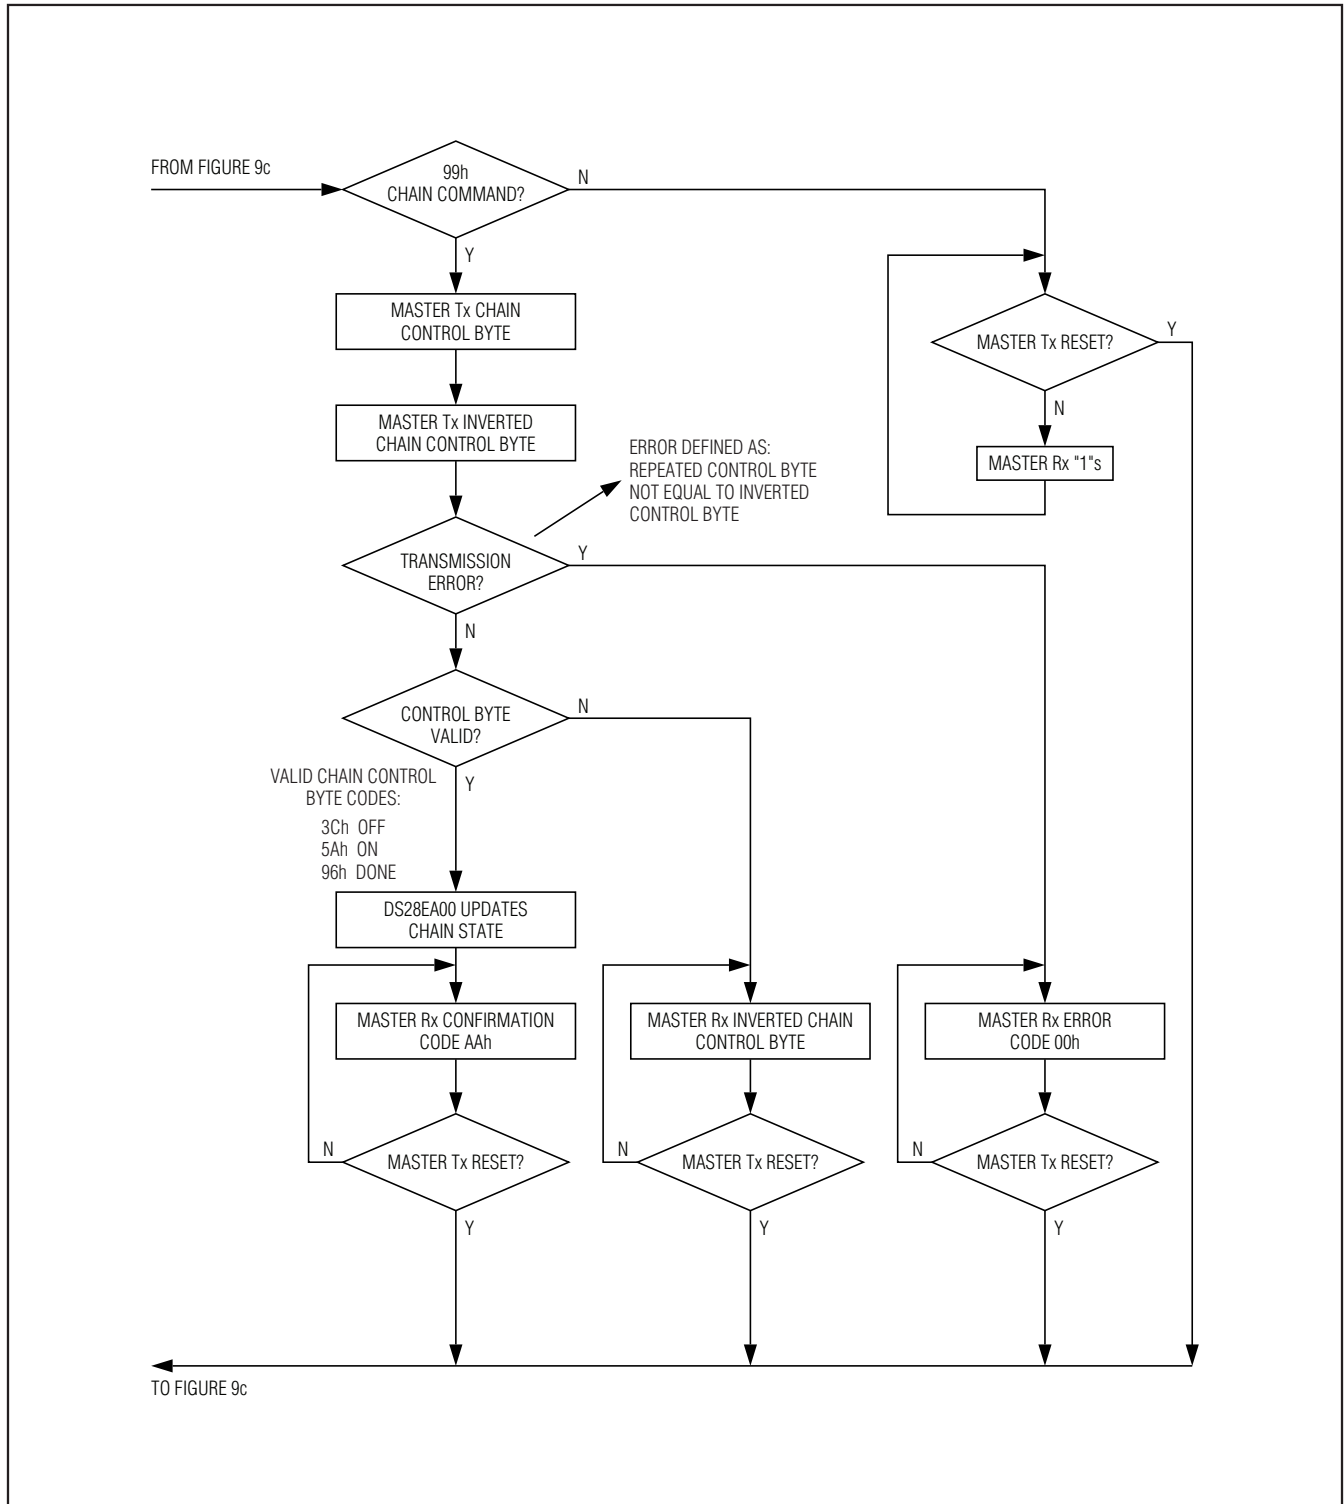 FROM FIGURE 9c
99h
CHAIN COMMAND?
N
Y
MASTER Tx CHAIN
CONTROL BYTE
MASTER Tx RESET?
Y
N
MASTER Rx "1"s
MASTER Tx INVERTED
CHAIN CONTROL BYTE
ERROR DEFINED AS:
REPEATED CONTROL BYTE
NOT EQUAL TO INVERTED
CONTROL BYTE
TRANSMISSION
ERROR?
Y
N
CONTROL BYTE
VALID?
N
Y
VALID CHAIN CONTROL
BYTE CODES:
3Ch OFF
5Ah ON
96h DONE
DS28EA00 UPDATES
CHAIN STATE
MASTER Rx CONFIRMATION
CODE AAh
MASTER Rx INVERTED CHAIN
CONTROL BYTE
MASTER Rx ERROR
CODE 00h
N
MASTER Tx RESET?
Y
N
MASTER Tx RESET?
Y
N
MASTER Tx RESET?
Y
TO FIGURE 9c